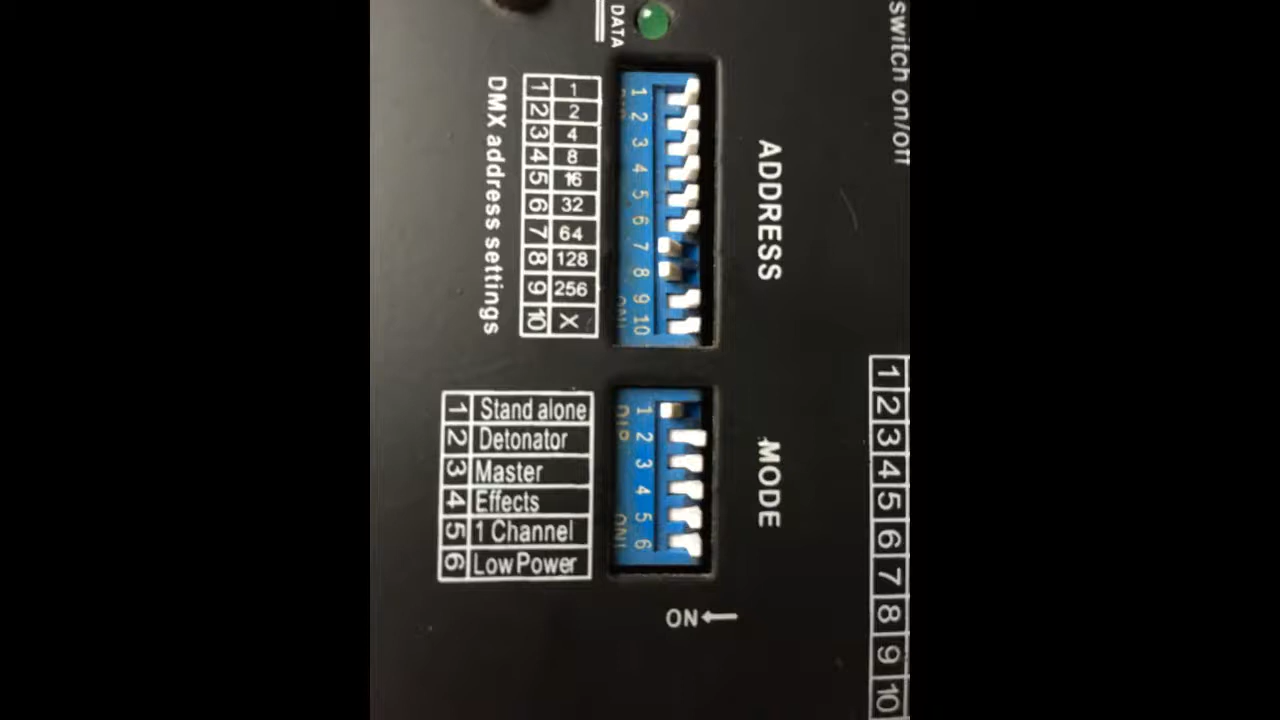 switch on/off
DATA
ADDRESS
1 1
2 2
3 4
4 8
5 16
6 32
7 64
8 128
9 256
10 X
DMX address settings
1 2 3 4 5 6 7 8 9 10
MODE
1 Stand alone
2 Detonator
3 Master
4 Effects
5 1 Channel
6 Low Power
DIP
1 2 3 4 5 6
ON
1 2 3 4 5 6 7 8 9 10